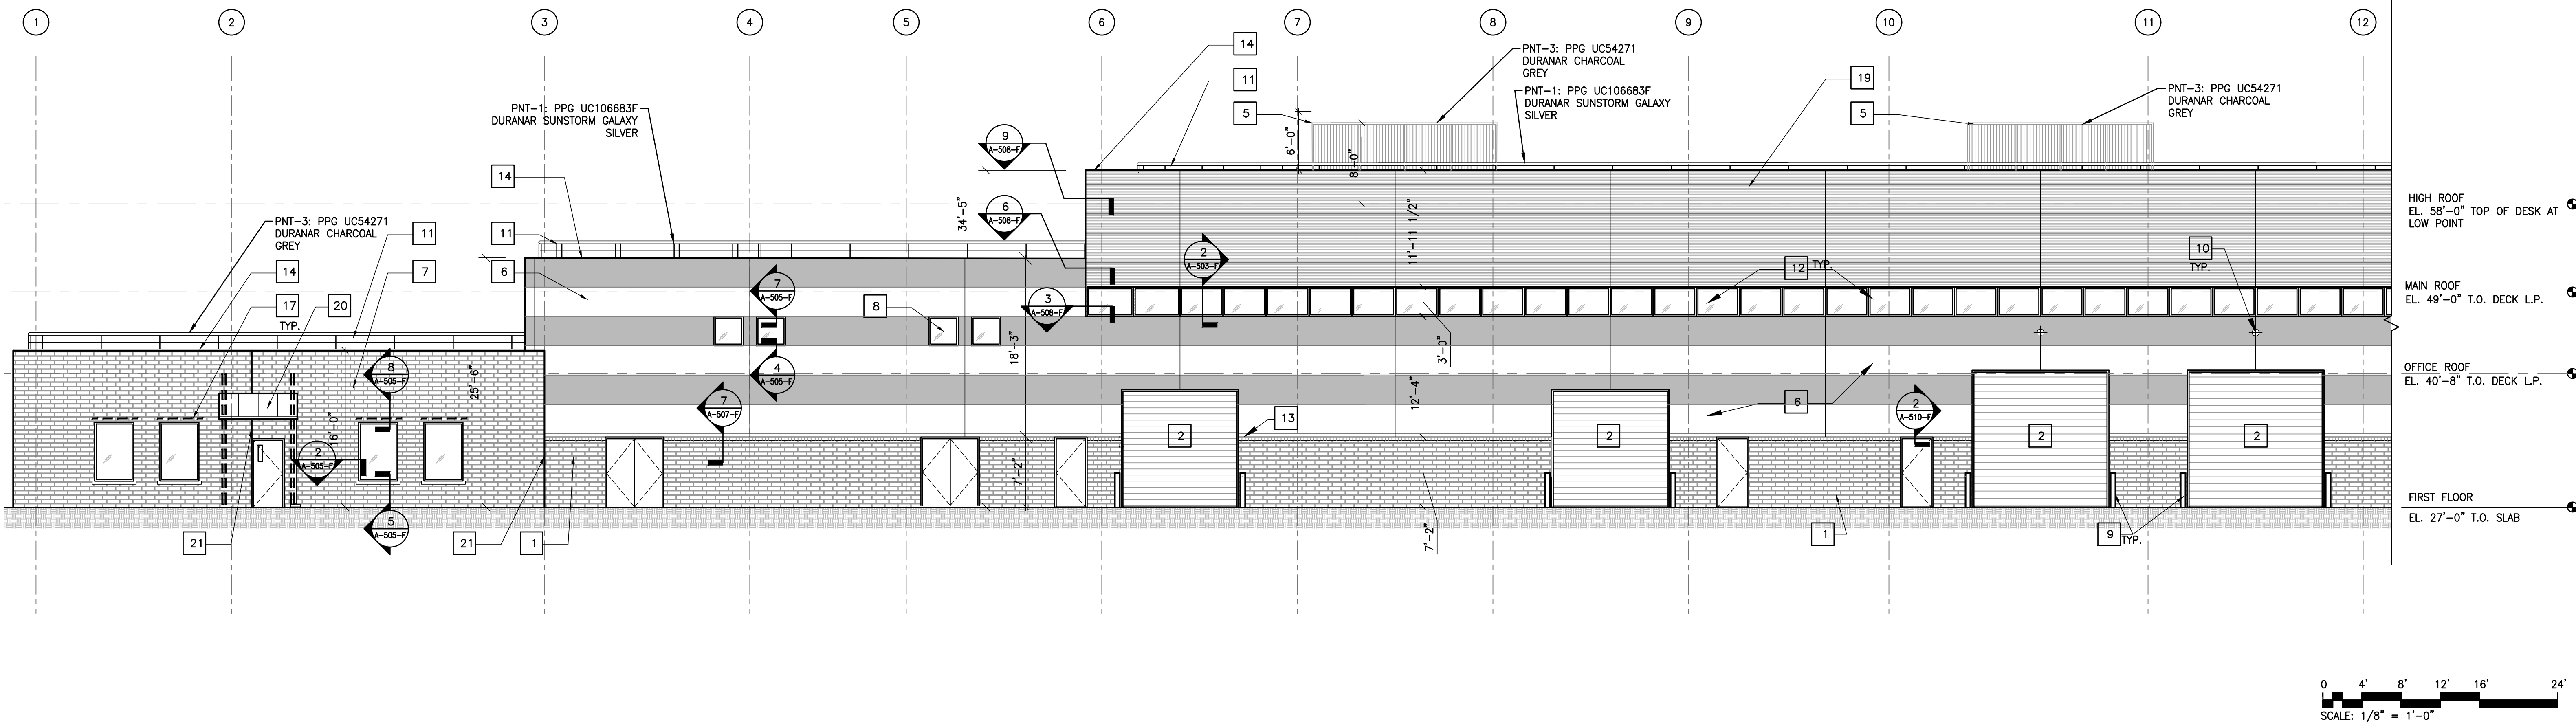 1 2 3 4 5 6 7 8 9 10 11 12
14
11
5
PNT-3: PPG UC54271
DURANAR CHARCOAL
GREY
PNT-1: PPG UC106683F
DURANAR SUNSTORM GALAXY
SILVER
19
5
PNT-3: PPG UC54271
DURANAR CHARCOAL
GREY
PNT-1: PPG UC106683F
DURANAR SUNSTORM GALAXY
SILVER
6'-0"
8'-0"
9
A-508-F
14
6
A-508-F
34'-5"
11'-11 1/2"
HIGH ROOF
EL. 58'-0" TOP OF DESK AT
LOW POINT
PNT-3: PPG UC54271
DURANAR CHARCOAL
GREY
11
11
14
7
6
17
TYP.
20
7
A-505-F
8
3
A-508-F
2
A-503-F
12 TYP.
10
TYP.
MAIN ROOF
EL. 49'-0" T.O. DECK L.P.
18'-3"
3'-0"
8
A-505-F
25'-6"
4
A-505-F
OFFICE ROOF
EL. 40'-8" T.O. DECK L.P.
12'-4"
16'-0"
7
A-507-F
13
6
2
A-510-F
2
2
2
2
2
A-505-F
7'-2"
FIRST FLOOR
EL. 27'-0" T.O. SLAB
5
A-505-F
21
21
1
7'-2"
1
9
TYP.
0 4' 8' 12' 16' 24'
SCALE: 1/8" = 1'-0"